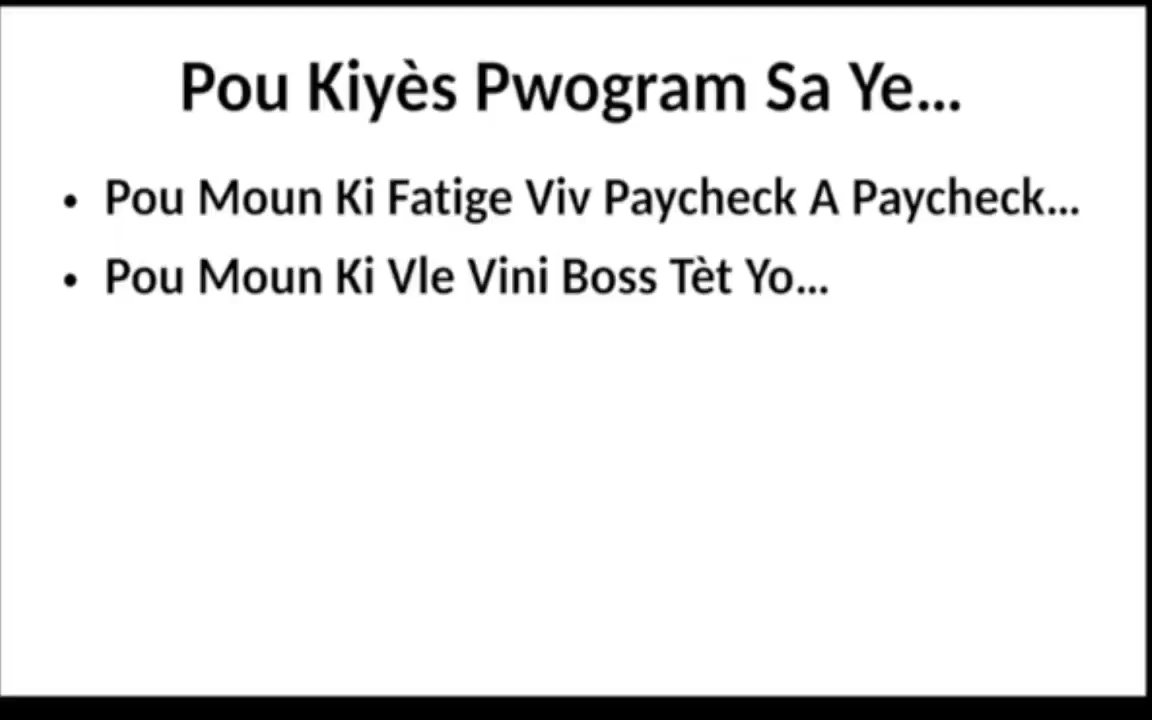 Pou Kiyès Pwogram Sa Ye...
• Pou Moun Ki Fatige Viv Paycheck A Paycheck...
• Pou Moun Ki Vle Vini Boss Tèt Yo...